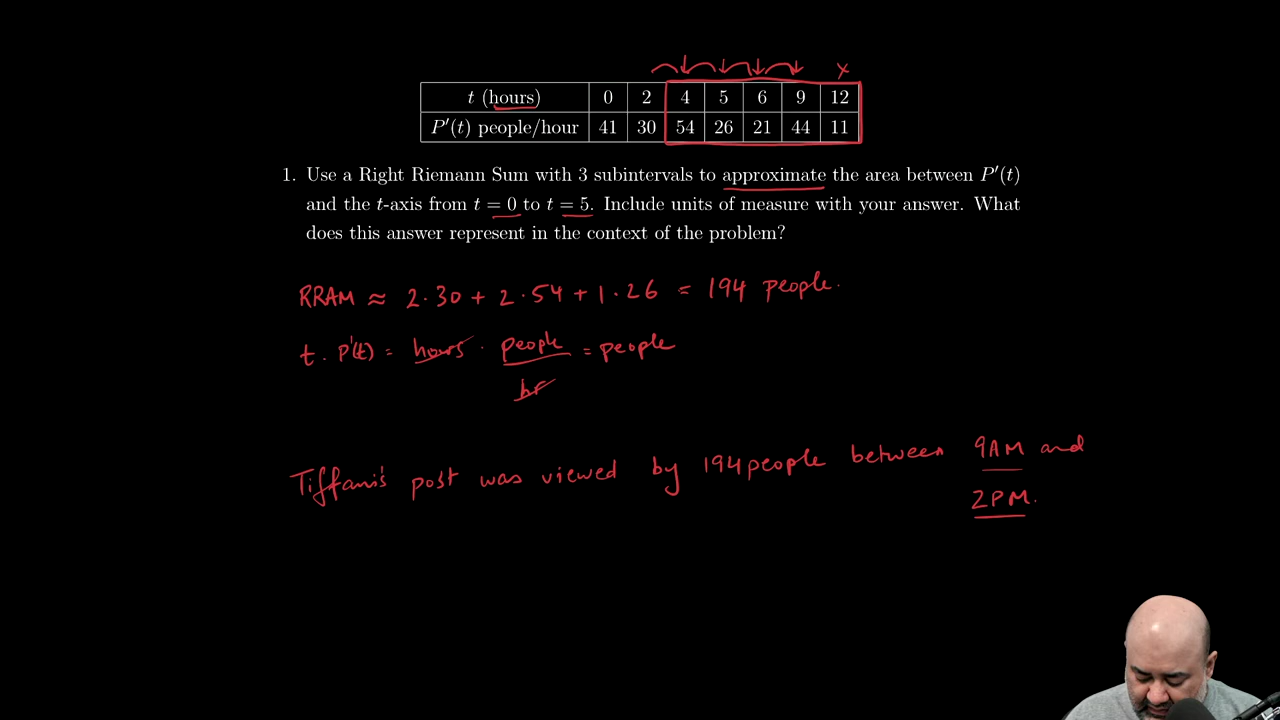 t (hours) 0 2 4 5 6 9 12
P′(t) people/hour 41 30 54 26 21 44 11
1. Use a Right Riemann Sum with 3 subintervals to approximate the area between P′(t)
and the t-axis from t = 0 to t = 5. Include units of measure with your answer. What
does this answer represent in the context of the problem?
RRAM ≈ 2·30 + 2·54 + 1·26 = 194 people.
t · P'(t) = hours · people/hr = people
Tiffani's post was viewed by 194 people between 9AM and
2PM.